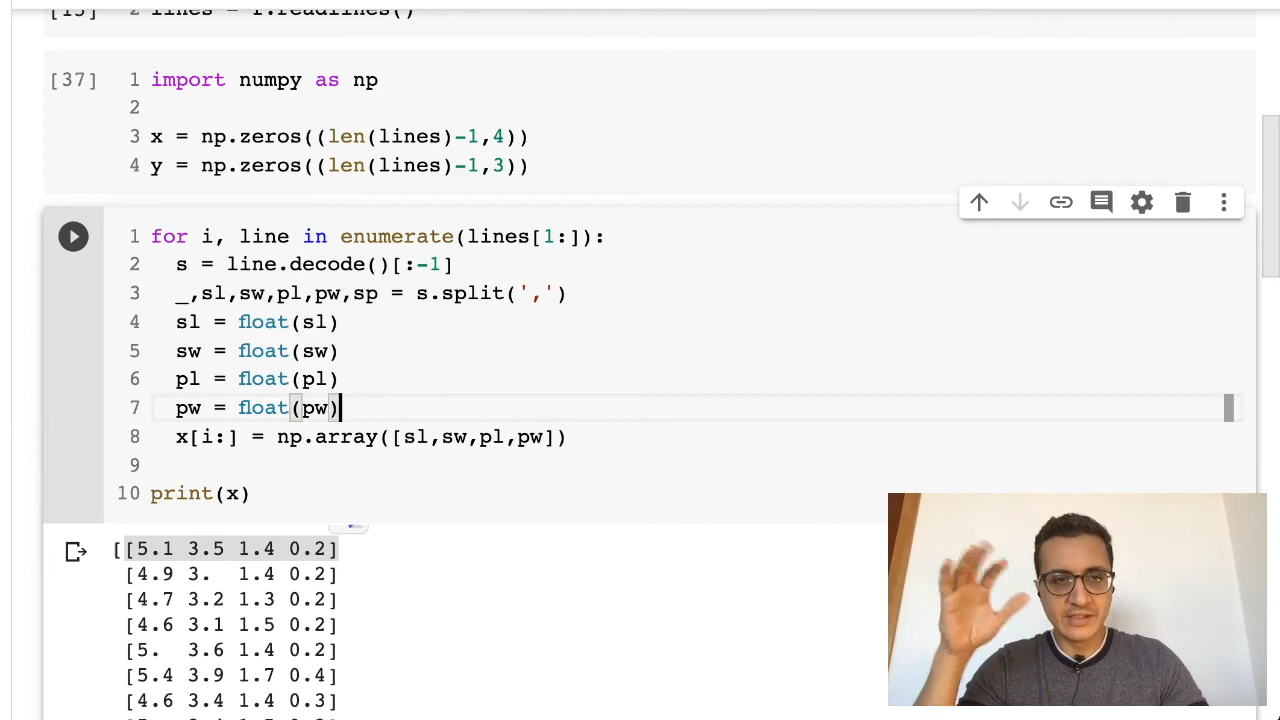 [15] 2 lines = f.readlines()
[37] 1 import numpy as np
2
3 x = np.zeros((len(lines)-1,4))
4 y = np.zeros((len(lines)-1,3))
1 for i, line in enumerate(lines[1:]):
2 s = line.decode()[:-1]
3 _,sl,sw,pl,pw,sp = s.split(',')
4 sl = float(sl)
5 sw = float(sw)
6 pl = float(pl)
7 pw = float(pw)
8 x[i:] = np.array([sl,sw,pl,pw])
9
10 print(x)
[[5.1 3.5 1.4 0.2]
[4.9 3. 1.4 0.2]
[4.7 3.2 1.3 0.2]
[4.6 3.1 1.5 0.2]
[5. 3.6 1.4 0.2]
[5.4 3.9 1.7 0.4]
[4.6 3.4 1.4 0.3]